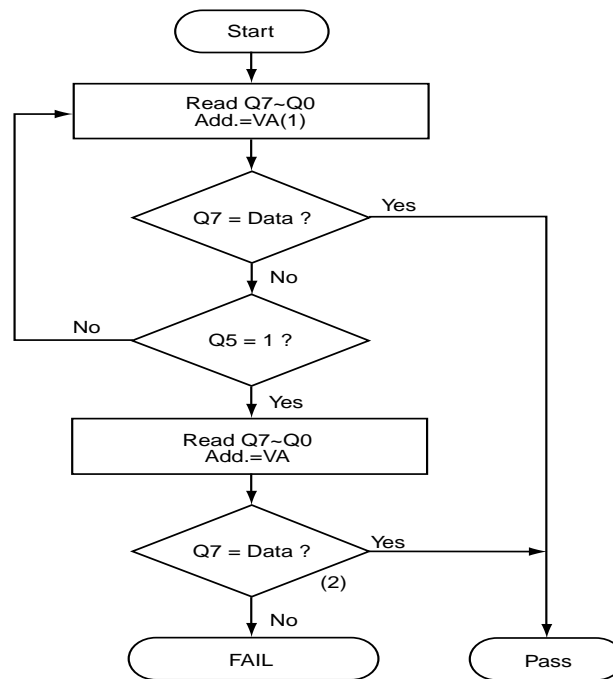 Start
Read Q7~Q0
Add.=VA(1)
Q7 = Data ?
Yes
No
No
Q5 = 1 ?
Yes
Read Q7~Q0
Add.=VA
Q7 = Data ?
Yes
(2)
No
FAIL
Pass